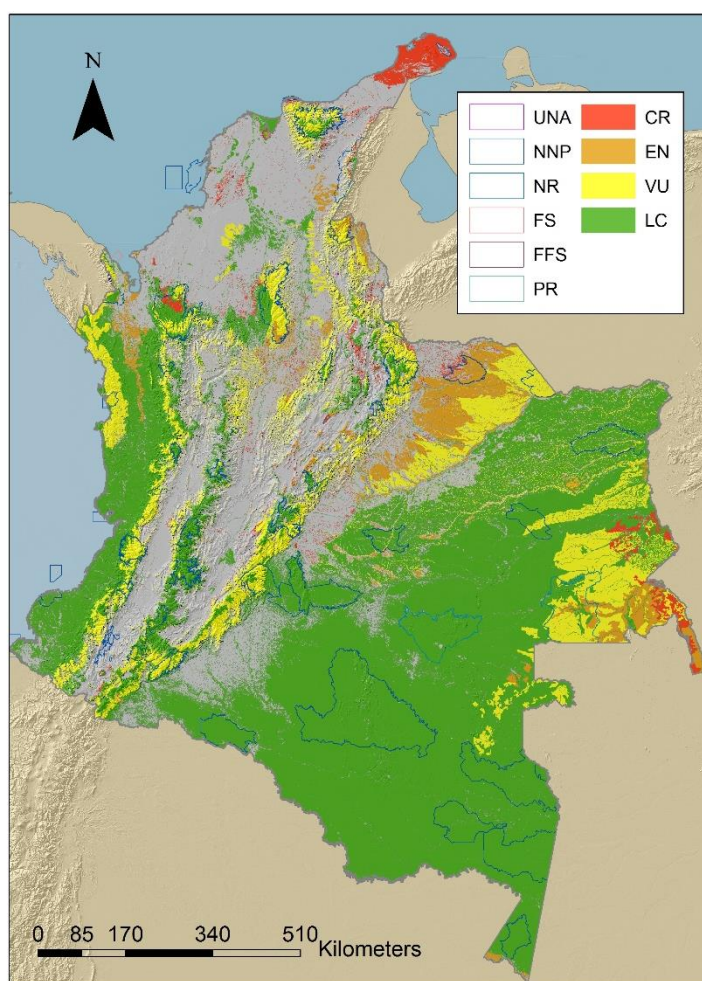 N
UNA CR
NNP EN
NR VU
FS LC
FFS
PR
0 85 170 340 510
Kilometers